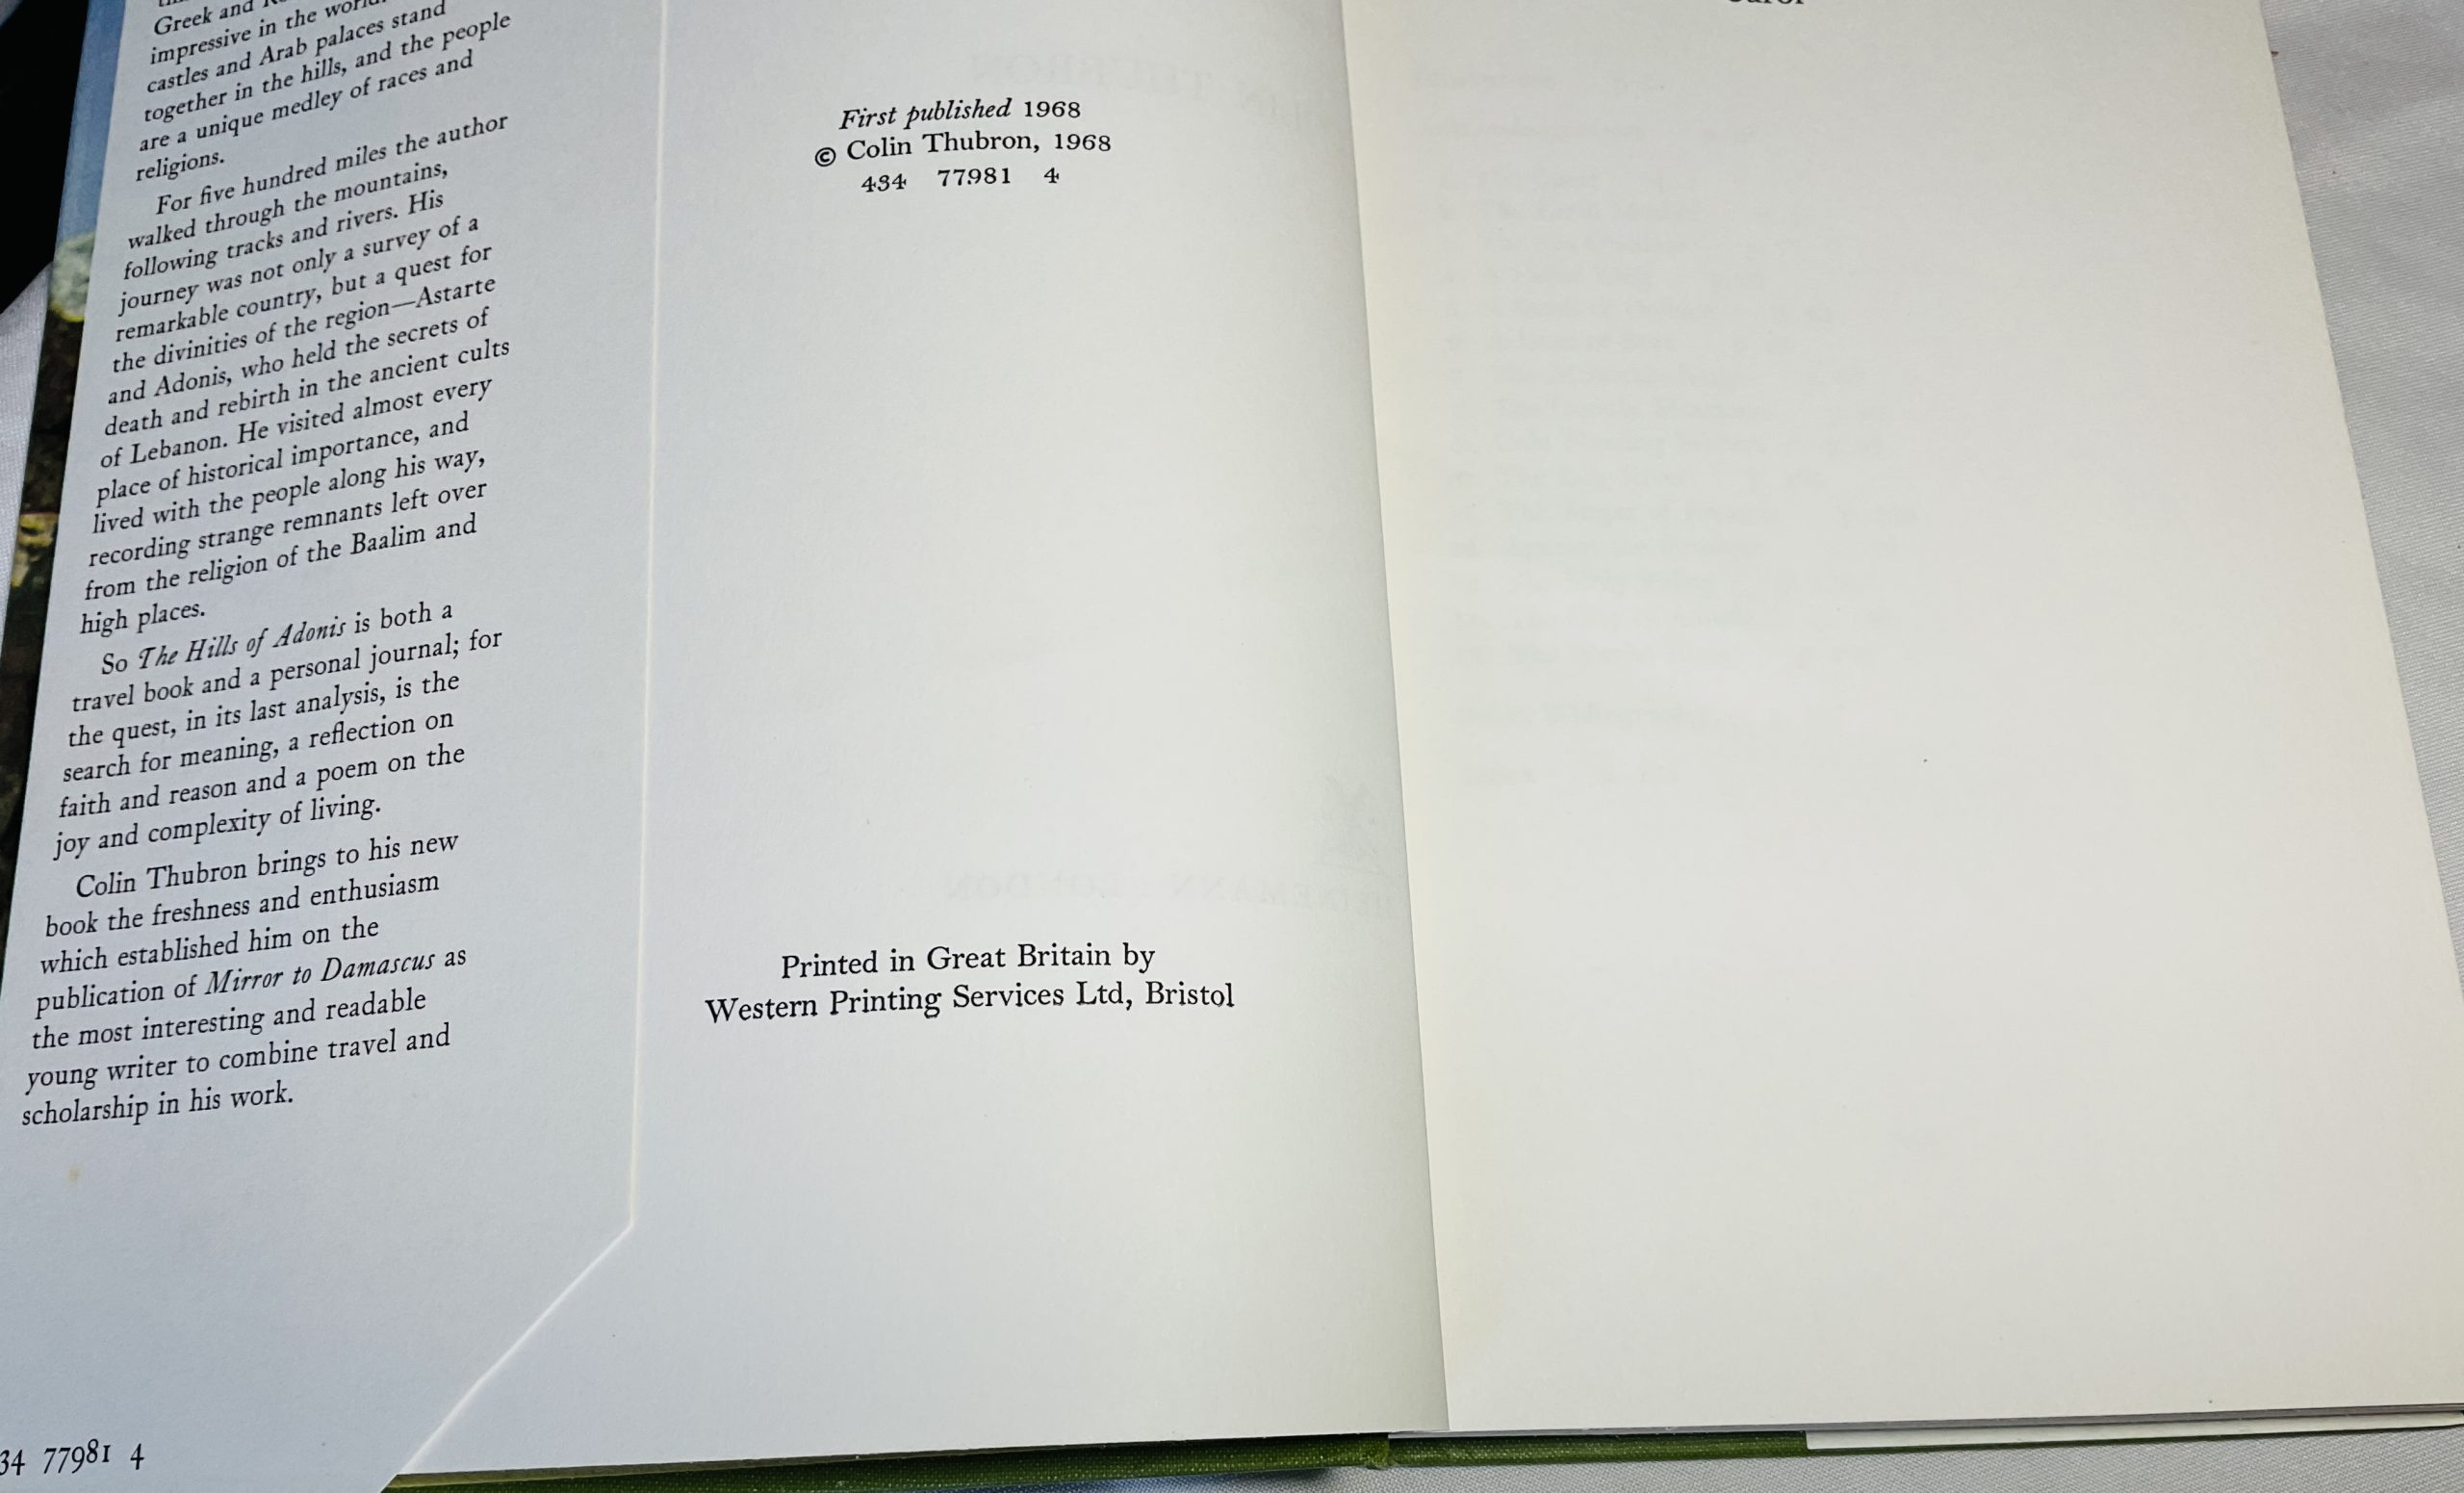 Greek and
impressive in the world
castles and Arab palaces stand
together in the hills, and the people
are a unique medley of races and
religions.
For five hundred miles the author
walked through the mountains,
following tracks and rivers. His
journey was not only a survey of a
remarkable country, but a quest for
the divinities of the region—Astarte
and Adonis, who held the secrets of
death and rebirth in the ancient cults
of Lebanon. He visited almost every
place of historical importance, and
lived with the people along his way,
recording strange remnants left over
from the religion of the Baalim and
high places.
So The Hills of Adonis is both a
travel book and a personal journal; for
the quest, in its last analysis, is the
search for meaning, a reflection on
faith and reason and a poem on the
joy and complexity of living.
Colin Thubron brings to his new
book the freshness and enthusiasm
which established him on the
publication of Mirror to Damascus as
the most interesting and readable
young writer to combine travel and
scholarship in his work.
34 77981 4
First published 1968
© Colin Thubron, 1968
434 77981 4
Printed in Great Britain by
Western Printing Services Ltd, Bristol